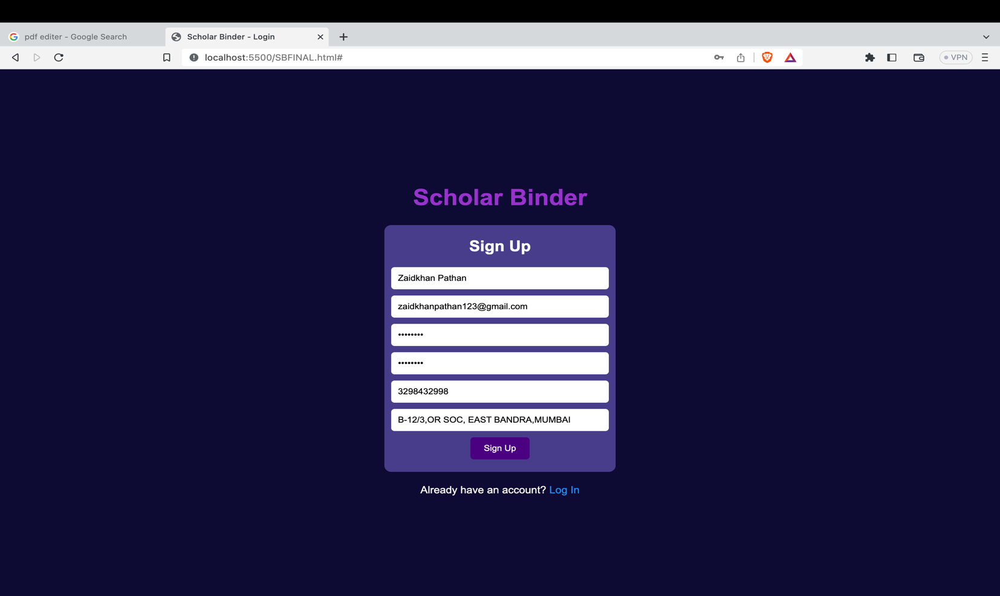 pdf editer - Google Search
Scholar Binder - Login
localhost:5500/SBFINAL.html#
VPN
Scholar Binder
Sign Up
Zaidkhan Pathan
zaidkhanpathan123@gmail.com
••••••••
••••••••
3298432998
B-12/3,OR SOC, EAST BANDRA,MUMBAI
Sign Up
Already have an account? Log In